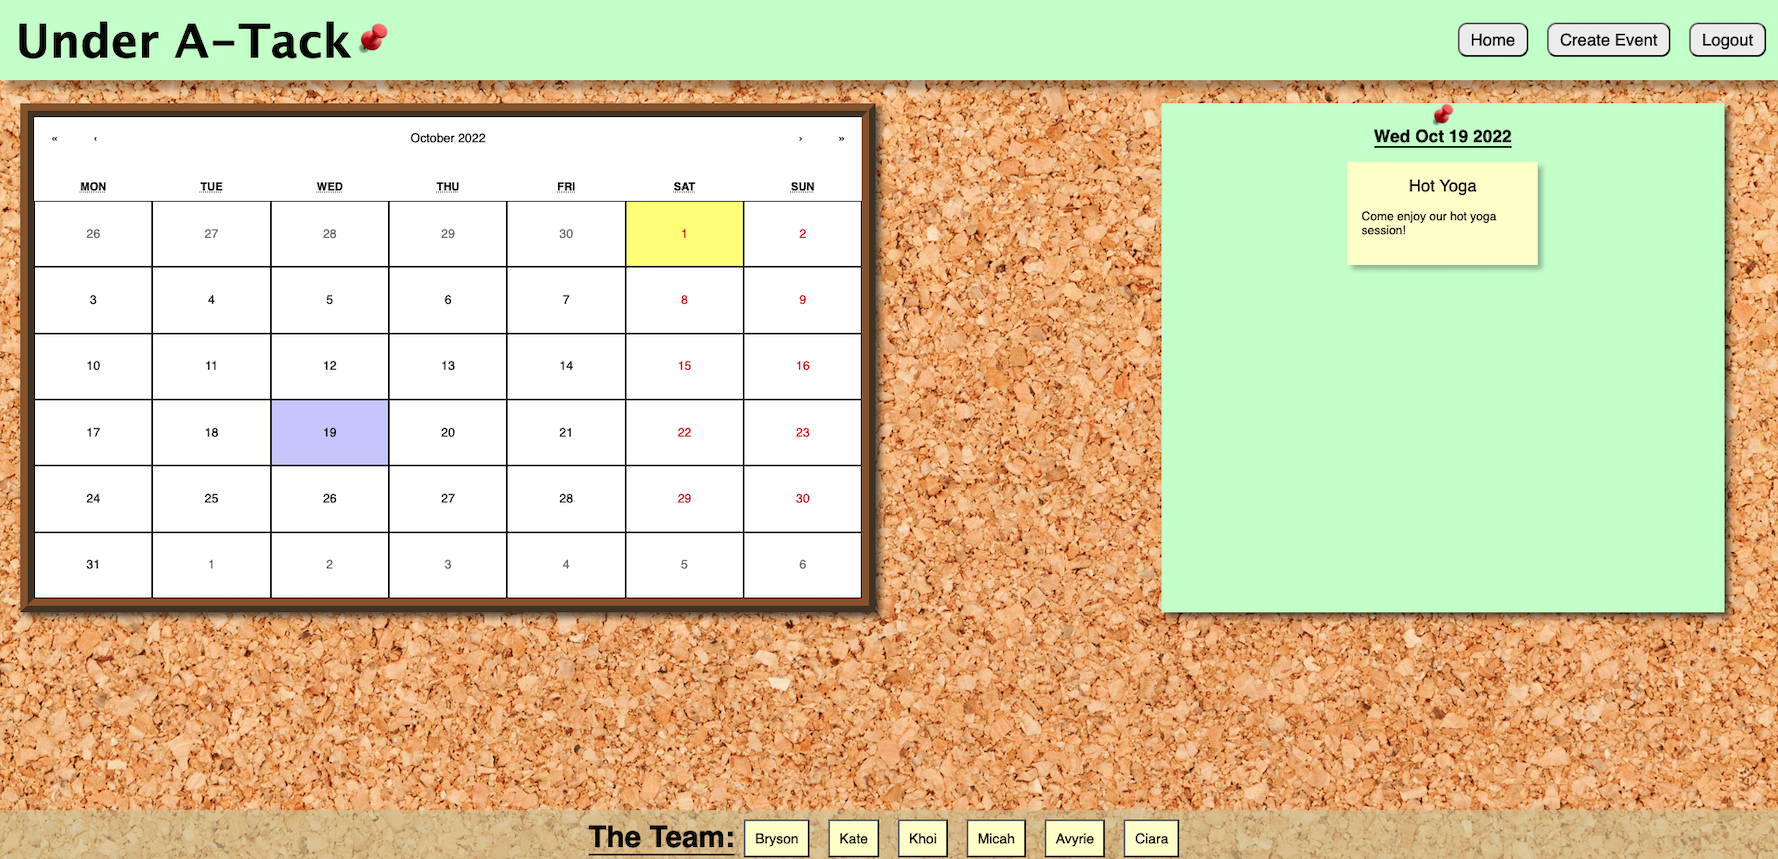 Under A-Tack
Home
Create Event
Logout
« ‹ October 2022 › »
MON TUE WED THU FRI SAT SUN
26 27 28 29 30 1 2
3 4 5 6 7 8 9
10 11 12 13 14 15 16
17 18 19 20 21 22 23
24 25 26 27 28 29 30
31 1 2 3 4 5 6
Wed Oct 19 2022
Hot Yoga
Come enjoy our hot yoga
session!
The Team: Bryson Kate Khoi Micah Avyrie Ciara